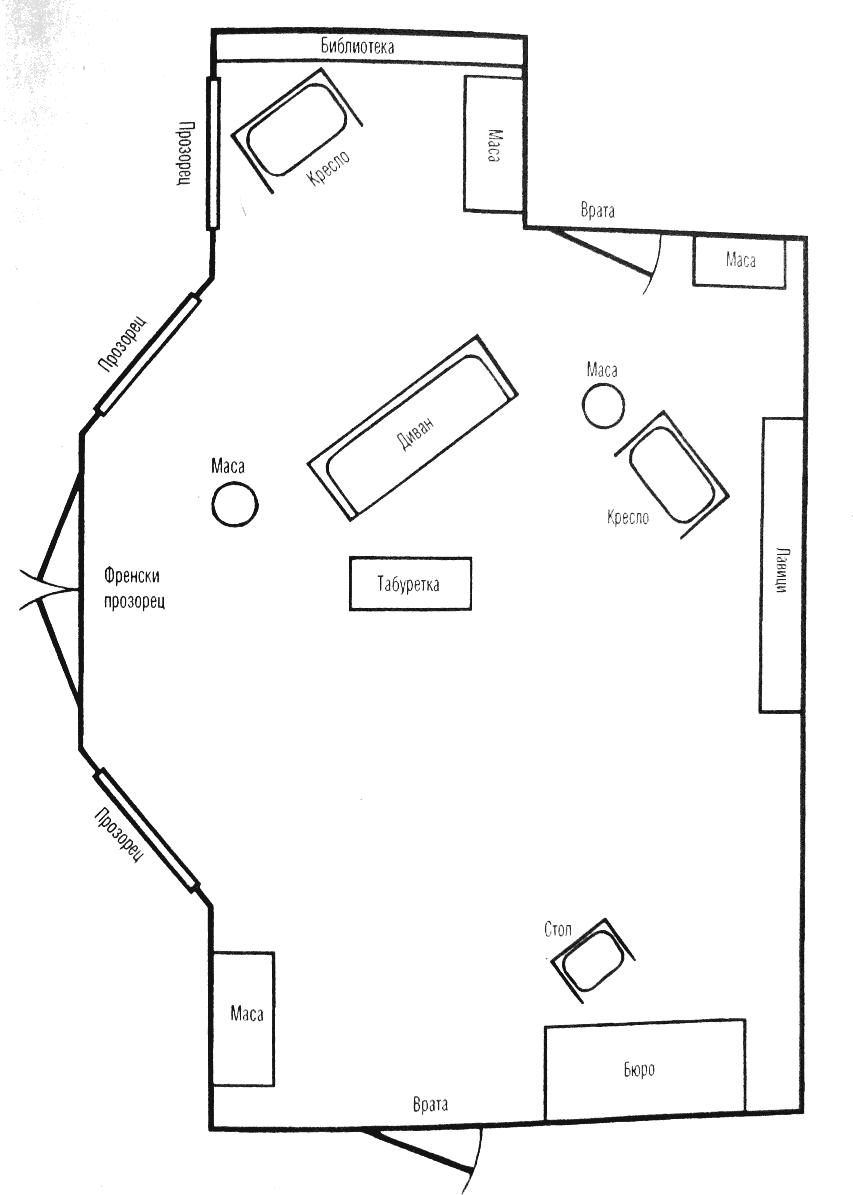 Библиотека
Прозорец
Кресло
Маса
Врата
Маса
Прозорец
Маса
Диван
Маса
Кресло
Френски
прозорец
Табуретка
Лавици
Прозорец
Стол
Маса
Бюро
Врата